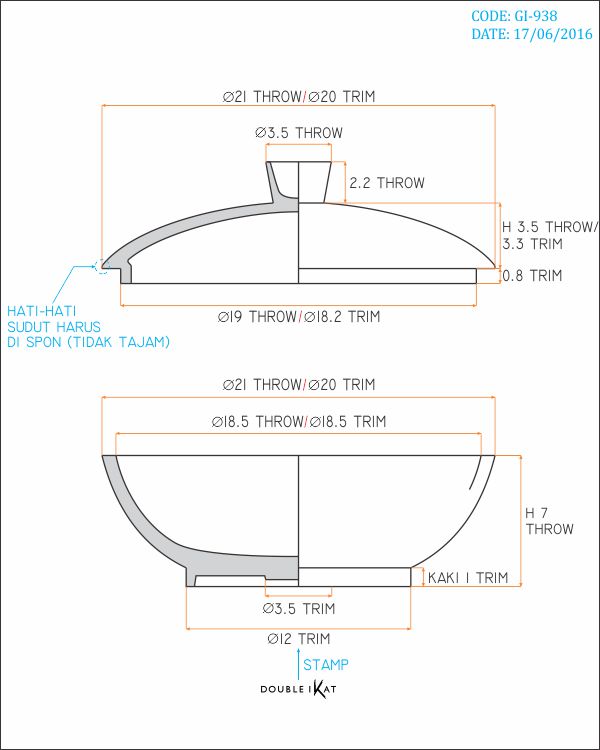 CODE: GI-938
DATE: 17/06/2016
Ø21 THROW/Ø20 TRIM
Ø3.5 THROW
2.2 THROW
H 3.5 THROW/
3.3 TRIM
0.8 TRIM
HATI-HATI
SUDUT HARUS
DI SPON (TIDAK TAJAM)
Ø19 THROW/Ø18.2 TRIM
Ø21 THROW/Ø20 TRIM
Ø18.5 THROW/Ø18.5 TRIM
H 7
THROW
KAKI 1 TRIM
Ø3.5 TRIM
Ø12 TRIM
STAMP
DOUBLE IKAT